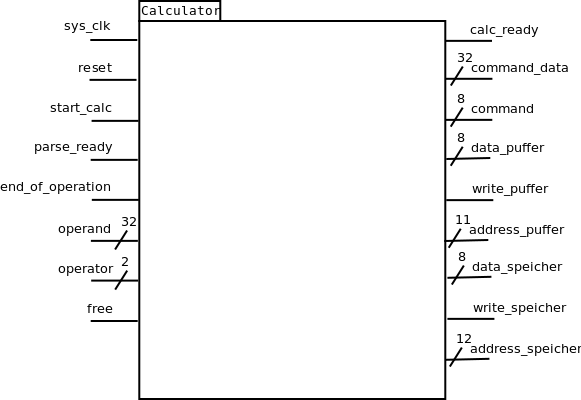 Calculator
sys_clk
reset
start_calc
parse_ready
end_of_operation
operand 32
operator 2
free
calc_ready
32 command_data
8 command
8 data_puffer
write_puffer
11 address_puffer
8 data_speicher
write_speicher
12 address_speicher